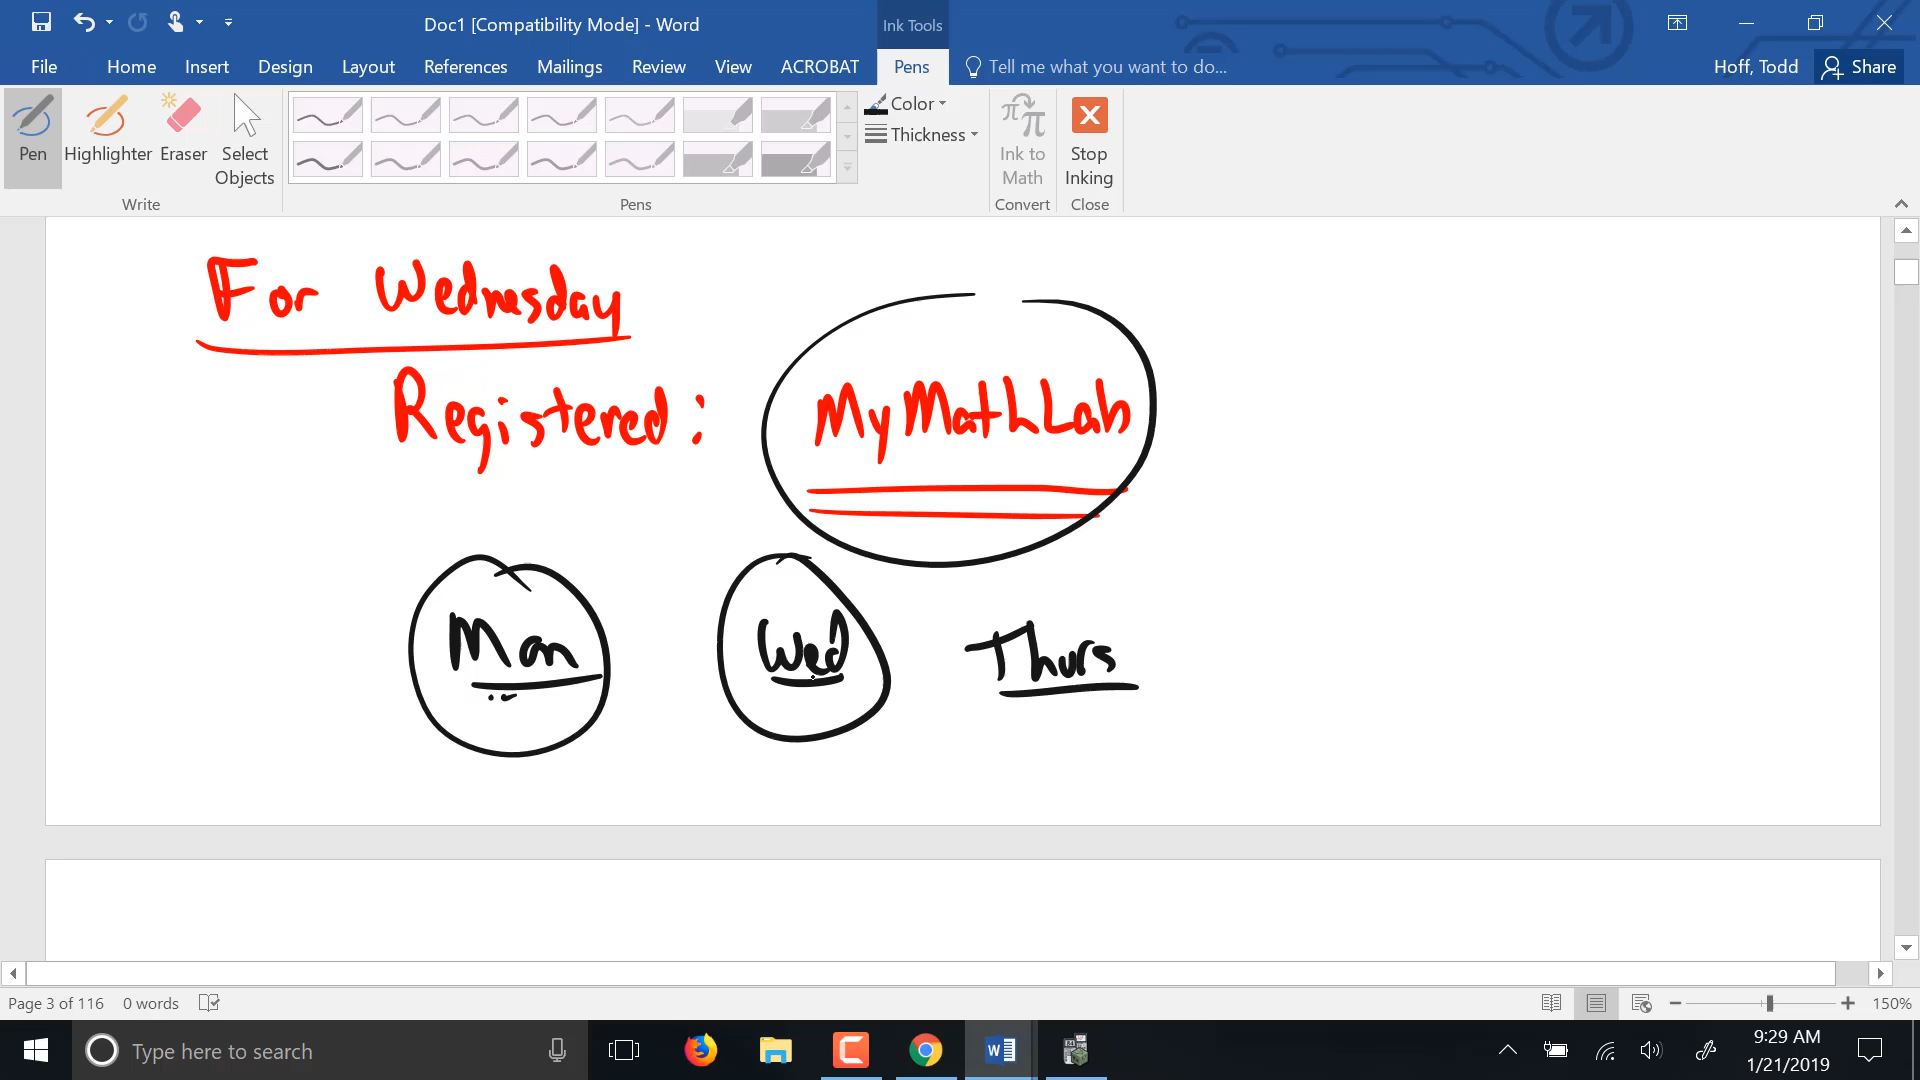 Doc1 [Compatibility Mode] - Word
Ink Tools
File Home Insert Design Layout References Mailings Review View ACROBAT Pens Tell me what you want to do... Hoff, Todd Share
Pen Highlighter Eraser Select Objects
Color
Thickness
Ink to Math
Stop Inking
Write Pens Convert Close
For Wednesday
Registered: MyMathLab
Mon Wed Thurs
Page 3 of 116 0 words 150%
Type here to search
9:29 AM
1/21/2019